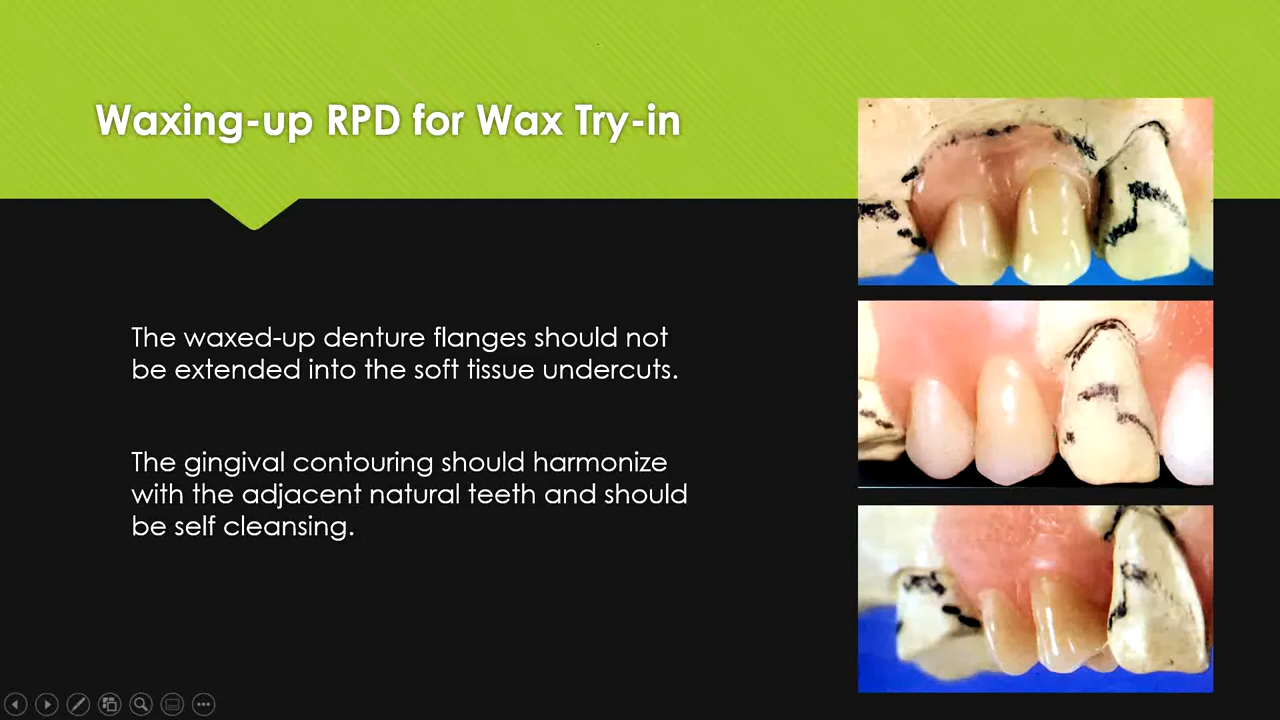 Waxing-up RPD for Wax Try-in
The waxed-up denture flanges should not
be extended into the soft tissue undercuts.
The gingival contouring should harmonize
with the adjacent natural teeth and should
be self cleansing.